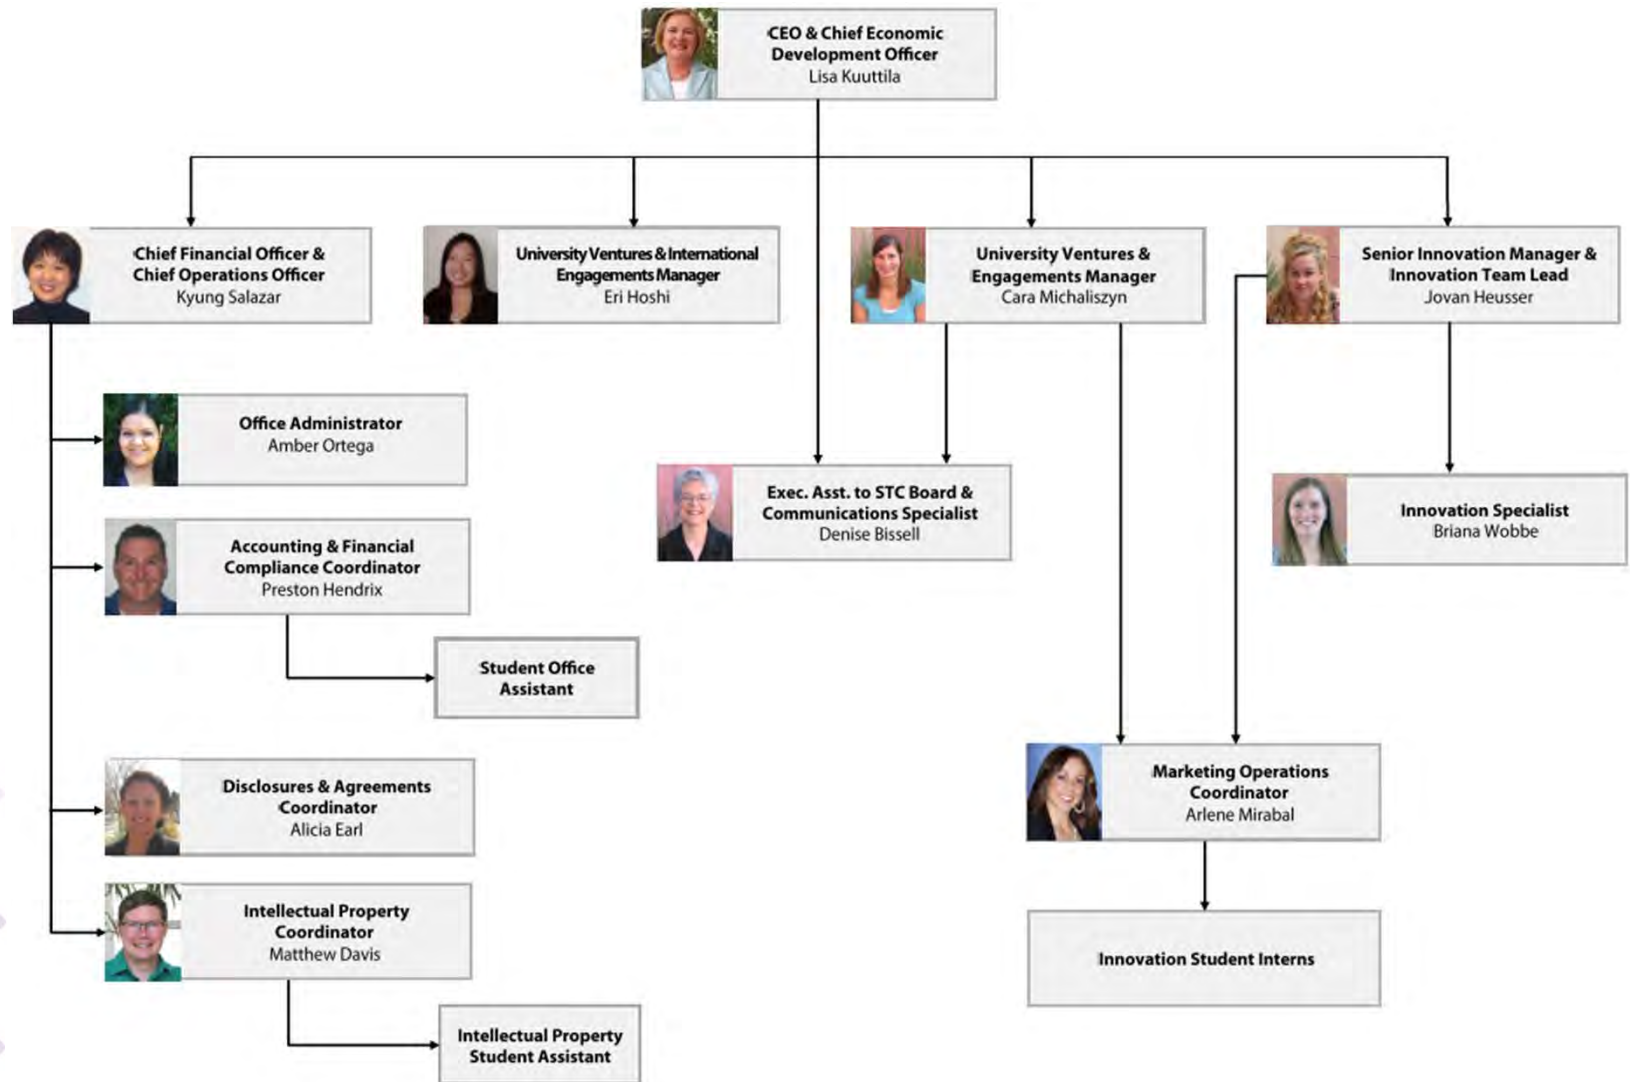 CEO & Chief Economic
Development Officer
Lisa Kuuttila
Chief Financial Officer &
Chief Operations Officer
Kyung Salazar
University Ventures & International
Engagements Manager
Eri Hoshi
University Ventures &
Engagements Manager
Cara Michaliszyn
Senior Innovation Manager &
Innovation Team Lead
Jovan Heusser
Office Administrator
Amber Ortega
Exec. Asst. to STC Board &
Communications Specialist
Denise Bissell
Innovation Specialist
Briana Wobbe
Accounting & Financial
Compliance Coordinator
Preston Hendrix
Student Office
Assistant
Disclosures & Agreements
Coordinator
Alicia Earl
Marketing Operations
Coordinator
Arlene Mirabal
Intellectual Property
Coordinator
Matthew Davis
Innovation Student Interns
Intellectual Property
Student Assistant